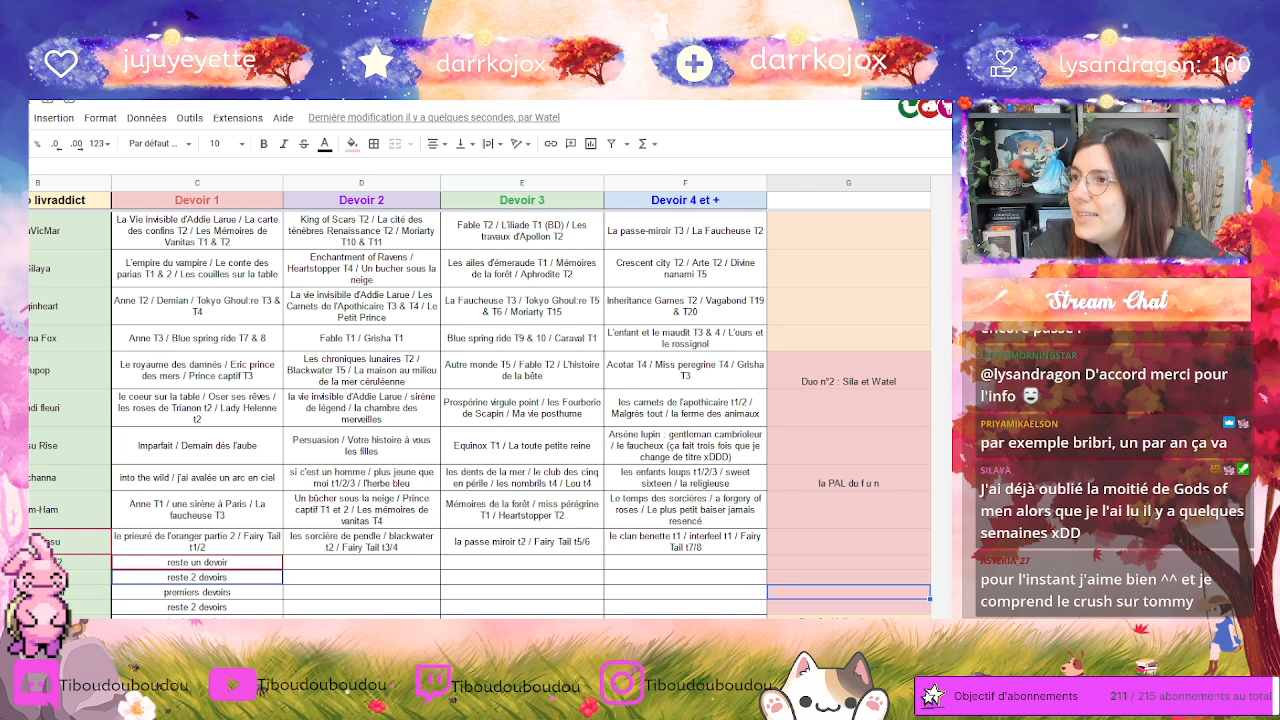 jujuyeyette
darrkojox
darrkojox
lysandragon: 100
Insertion Format Données Outils Extensions Aide Dernière modification il y a quelques secondes, par Watel
% .0 .00 123 Par défaut ... 10 B I S A
B C D E F G
livraddict Devoir 1 Devoir 2 Devoir 3 Devoir 4 et +
VicMar
La Vie invisible d'Addie Larue / La carte
des confins T2 / Les Mémoires de
Vanitas T1 & T2
King of Scars T2 / La cité des
ténèbres Renaissance T2 / Moriarty
T10 & T11
Fable T2 / L'iliade T1 (BD) / Les
travaux d'Apollon T2
La passe-miroir T3 / La Faucheuse T2
Silaya
L'empire du vampire / Le conte des
parias T1 & 2 / Les couilles sur la table
Enchantment of Ravens /
Heartstopper T4 / Un bucher sous la
neige
Les ailes d'émeraude T1 / Mémoires
de la forêt / Aphrodite T2
Crescent city T2 / Arte T2 / Divine
nanami T5
inheart
Anne T2 / Demian / Tokyo Ghoul:re T3 &
T4
La vie invisible d'Addie Larue / Les
Carnets de l'Apothicaire T3 & T4 / Le
Petit Prince
La Faucheuse T3 / Tokyo Ghoul:re T5
& T6 / Moriarty T15
Inheritance Games T2 / Vagabond T19
& T20
na Fox
Anne T3 / Blue spring ride T7 & 8
Fable T1 / Grisha T1
Blue spring ride T9 & 10 / Caraval T1
L'enfant et le maudit T3 & 4 / L'ours et
le rossignol
upop
Le royaume des damnés / Eric prince
des mers / Prince captif T3
Les chroniques lunaires T2 /
Blackwater T5 / La maison au milieu
de la mer céruléenne
Autre monde T5 / Fable T2 / L'histoire
de la bête
Acotar T4 / Miss peregrine T4 / Grisha
T3
Duo n°2 : Sila et Watel
di fleuri
le coeur sur la table / Oser ses rêves /
les roses de Trianon t2 / Lady Helenne
t2
la vie invisible d'Addie Larue / sirène
de légend / la chambre des
merveilles
Prospérine virgule point / les Fourberie
de Scapin / Ma vie posthume
les carnets de l'apothicaire t1/2 /
Malgrès tout / la ferme des animaux
su Rise
Imparfait / Demain dès l'aube
Persuasion / Votre histoire à vous
les filles
Equinox T1 / La toute petite reine
Arsène lupin : gentleman cambrioleur
/ le faucheux (ça fait trois fois que je
change de titre xDDD)
channa
into the wild / j'ai avalée un arc en ciel
si c'est un homme / plus jeune que
moi t1/2/3 / l'herbe bleu
les dents de la mer / le club des cinq
en périle / les nombrils t4 / Lou t4
les enfants loups t1/2/3 / sweet
sixteen / la religieuse
la PAL du f u n
m-Ham
Anne T1 / une sirène à Paris / La
faucheuse T3
Un bûcher sous la neige / Prince
captif T1 et 2 / Les mémoires de
vanitas T4
Mémoires de la forêt / miss pérégrine
T1 / Heartstopper T2
Le temps des sorcières / a forgery of
roses / Le plus petit baiser jamais
resencé
su
le prieuré de l'oranger partie 2 / Fairy Tail
t1/2
les sorcière de pendle / blackwater
t2 / Fairy Tail t3/4
la passe miroir t2 / Fairy Tail t5/6
le clan benett t1 / interfeel t1 / Fairy
Tail t7/8
reste un devoir
reste 2 devoirs
premiers devoirs
reste 2 devoirs
Stream Chat
encore passé !
MORNINGSTAR
@lysandragon D'accord merci pour
l'info
PRIYAMIKAELSON
par exemple bribri, un par an ça va
SILAYÀ
J'ai déjà oublié la moitié de Gods of
men alors que je l'ai lu il y a quelques
semaines xDD
ASTERIA 27
pour l'instant j'aime bien ^^ et je
comprend le crush sur tommy
Tiboudouboudou
Tiboudouboudou
Tiboudouboudou
Tiboudouboudou
Objectif d'abonnements 211 / 215 abonnements au total